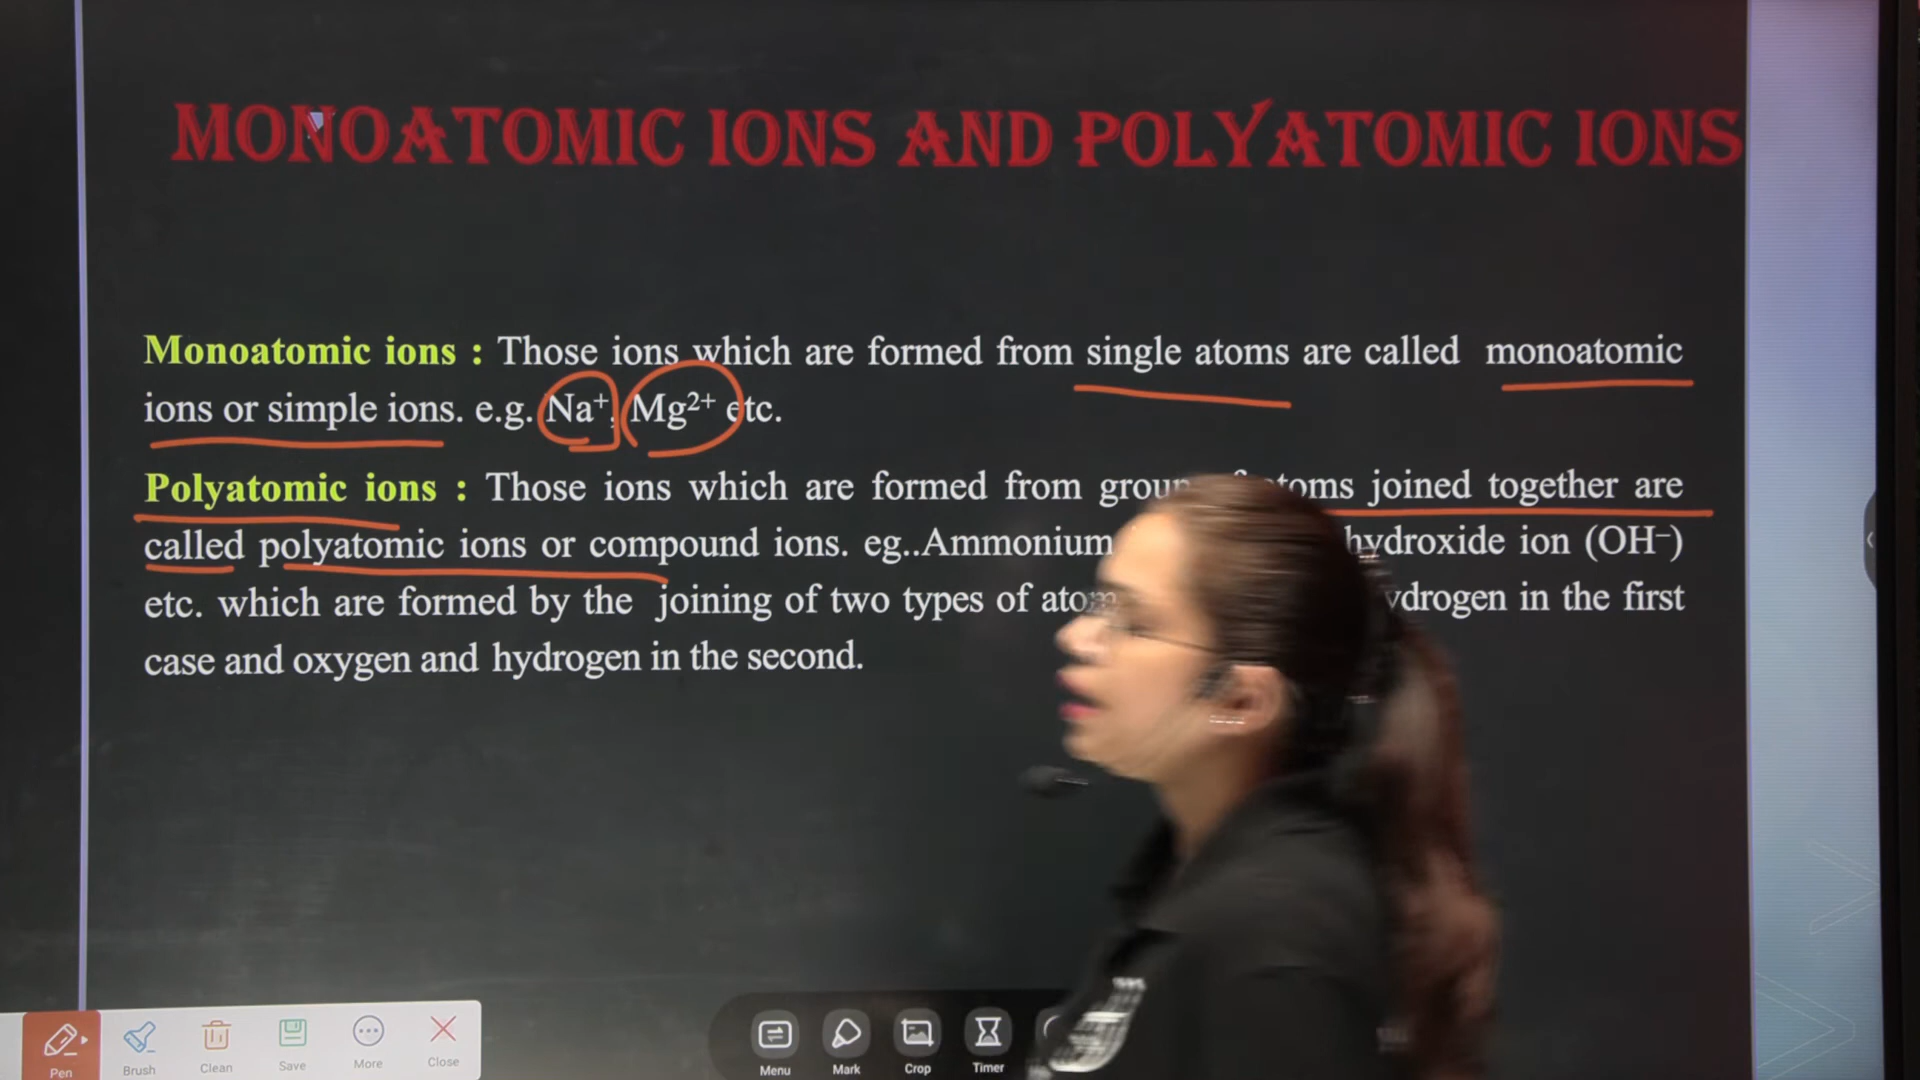 MONOATOMIC IONS AND POLYATOMIC IONS
Monoatomic ions : Those ions which are formed from single atoms are called monoatomic
ions or simple ions. e.g. Na⁺, Mg²⁺ etc.
Polyatomic ions : Those ions which are formed from joined together are
called polyatomic ions or compound ions. eg..Ammonium hydroxide ion (OH⁻)
etc. which are formed by the joining of two types of in the first
case and oxygen and hydrogen in the second.
Pen Brush Clean Save More Close
Menu Mark Crop Timer